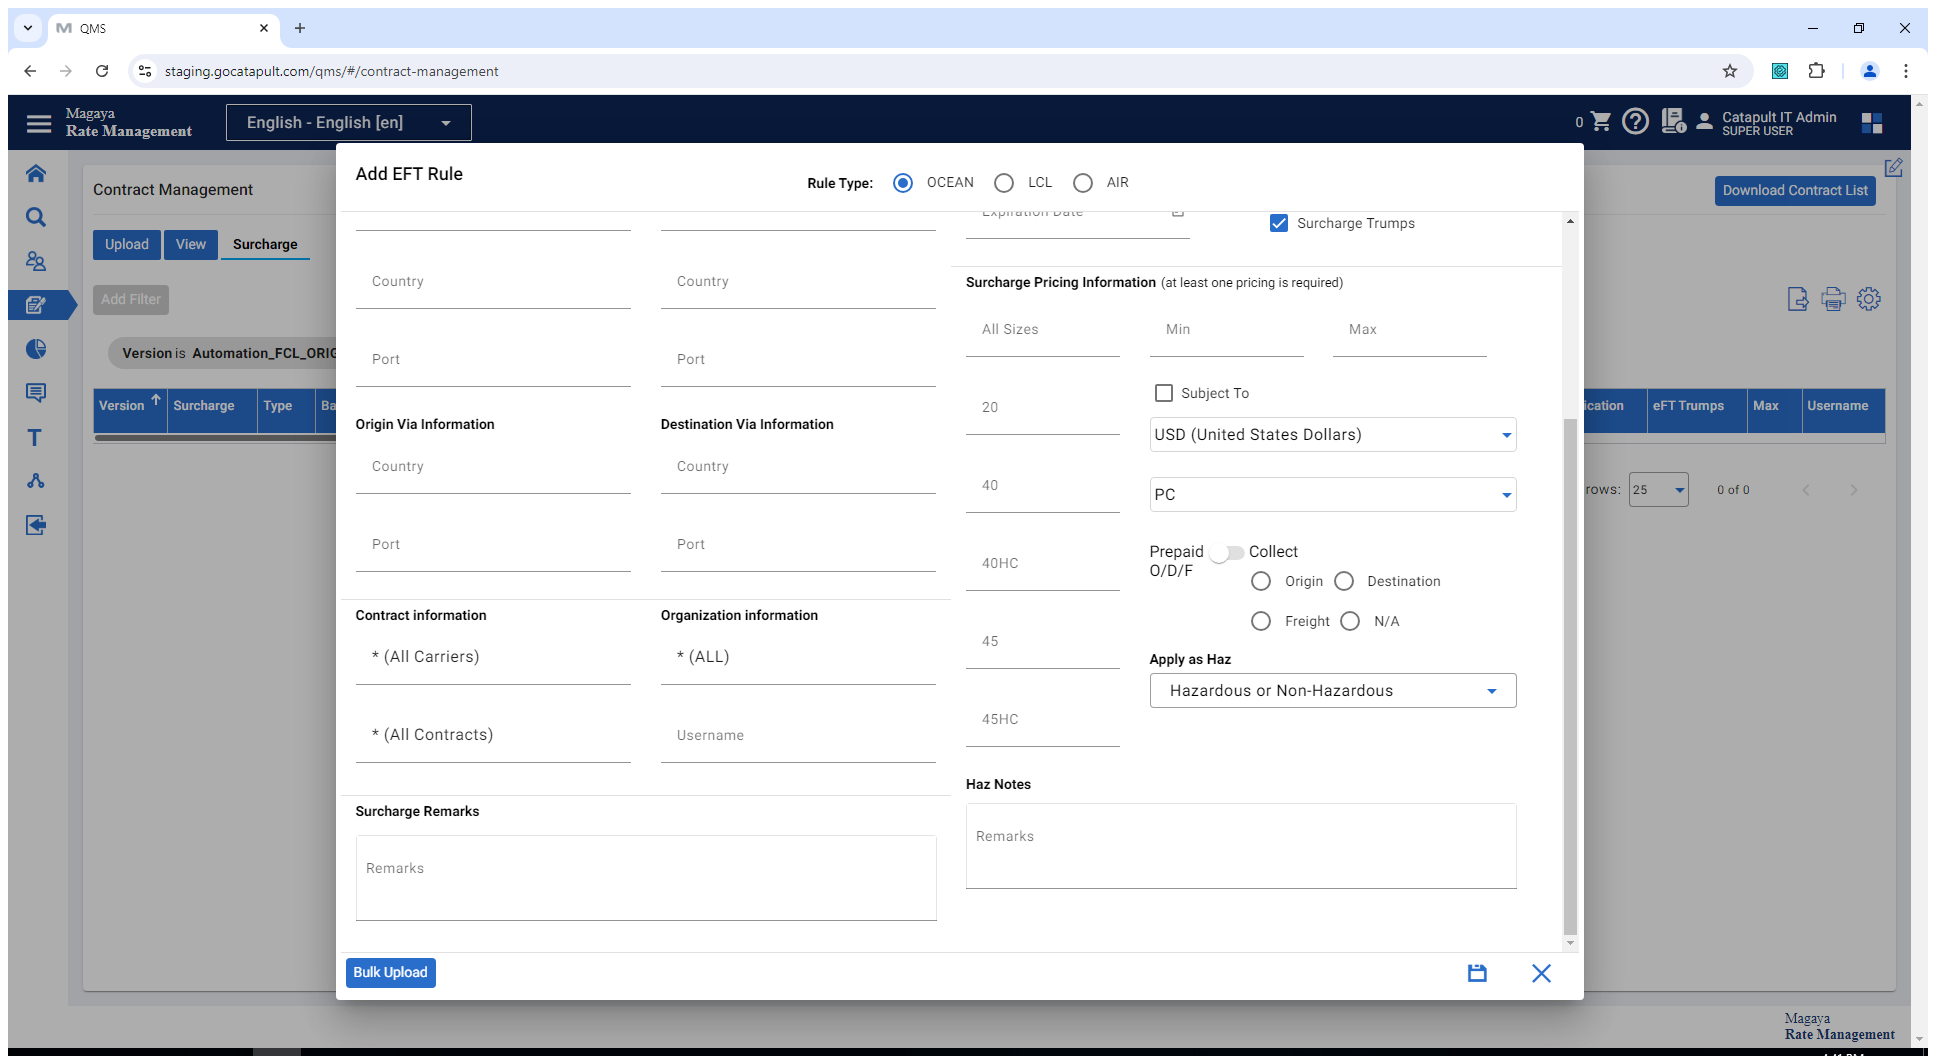 QMS
staging.gocatapult.com/qms/#/contract-management
Magaya
Rate Management
English - English [en]
0
Catapult IT Admin
SUPER USER
Contract Management
Download Contract List
Upload
View
Surcharge
Add Filter
Version is Automation_FCL_ORIG
Version
Surcharge
Type
Ba
ication
eFT Trumps
Max
Username
rows:
25
0 of 0
Add EFT Rule
Rule Type:
OCEAN
LCL
AIR
Expiration Date
Surcharge Trumps
Country
Country
Port
Port
Origin Via Information
Destination Via Information
Country
Country
Port
Port
Contract information
Organization information
* (All Carriers)
* (ALL)
* (All Contracts)
Username
Surcharge Remarks
Remarks
Surcharge Pricing Information (at least one pricing is required)
All Sizes
Min
Max
20
Subject To
USD (United States Dollars)
40
PC
40HC
Prepaid
Collect
O/D/F
Origin
Destination
Freight
N/A
45
Apply as Haz
Hazardous or Non-Hazardous
45HC
Haz Notes
Remarks
Bulk Upload
Magaya
Rate Management